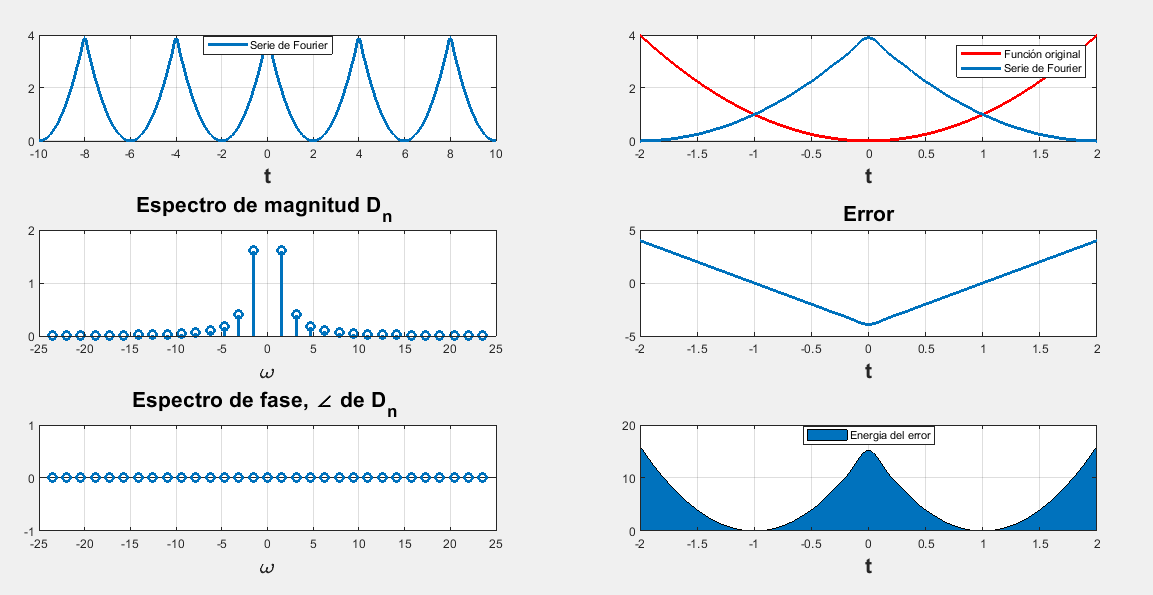 4
2
0
-10 -8 -6 -4 -2 0 2 4 6 8 10
t
Serie de Fourier
4
2
0
-2 -1.5 -1 -0.5 0 0.5 1 1.5 2
t
Función original
Serie de Fourier
Espectro de magnitud Dn
2
1
0
-25 -20 -15 -10 -5 0 5 10 15 20 25
ω
Error
5
0
-5
-2 -1.5 -1 -0.5 0 0.5 1 1.5 2
t
Espectro de fase, ∠ de Dn
1
0
-1
-25 -20 -15 -10 -5 0 5 10 15 20 25
ω
20
10
0
-2 -1.5 -1 -0.5 0 0.5 1 1.5 2
t
Energia del error